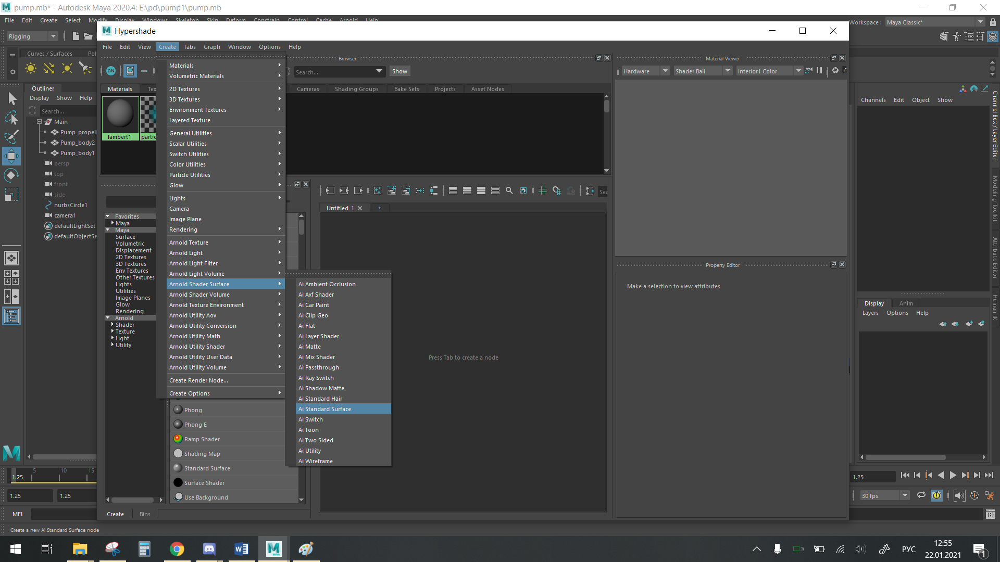 pump.mb* - Autodesk Maya 2020.4: E:\pd\pump1\pump.mb
File Edit Create Select Modify Display Windows Skeleton Skin Deform Constrain Control Cache Arnold Help
Workspace : Maya Classic*
Hypershade
Rigging
File Edit View Create Tabs Graph Window Options Help
Curves / Surfaces
Browser
Material Viewer
ON
Search...
Show
Hardware
Shader Ball
Interior1 Color
Materials
Cameras
Shading Groups
Bake Sets
Projects
Asset Nodes
lambert1
Outliner
Display Show Help
Search...
Main
Pump_body2
Pump_body1
persp
top
front
side
nurbsCircle1
camera1
defaultLightSet
Materials
Volumetric Materials
2D Textures
3D Textures
Environment Textures
Layered Texture
General Utilities
Scalar Utilities
Switch Utilities
Color Utilities
Particle Utilities
Glow
Lights
Camera
Image Plane
Rendering
Arnold Texture
Arnold Light
Arnold Light Filter
Arnold Light Volume
Arnold Shader Surface
Arnold Shader Volume
Arnold Texture Environment
Arnold Utility Aov
Arnold Utility Conversion
Arnold Utility Math
Arnold Utility Shader
Arnold Utility User Data
Arnold Utility Volume
Create Render Node...
Create Options
Ai Ambient Occlusion
Ai Axf Shader
Ai Car Paint
Ai Clip Geo
Ai Flat
Ai Layer Shader
Ai Matte
Ai Mix Shader
Ai Passthrough
Ai Ray Switch
Ai Shadow Matte
Ai Standard Hair
Ai Standard Surface
Ai Switch
Ai Toon
Ai Two Sided
Ai Utility
Ai Wireframe
Favorites
Maya
Maya
Surface
Volumetric
Displacement
2D Textures
3D Textures
Env Textures
Other Textures
Lights
Utilities
Image Planes
Glow
Rendering
Arnold
Shader
Texture
Light
Utility
Phong
Phong E
Ramp Shader
Shading Map
Standard Surface
Surface Shader
Use Background
Create
Bins
Untitled_1
+
Press Tab to create a node
Property Editor
Make a selection to view attributes
Channels Edit Object Show
Channel Box / Layer Editor
Modeling Toolkit
Attribute Editor
Human IK
Display
Anim
Layers Options Help
1.25
5
10
15
1.25
1.25
1.25
30 fps
MEL
Create a new Ai Standard Surface node
РУС
12:55
22.01.2021
1